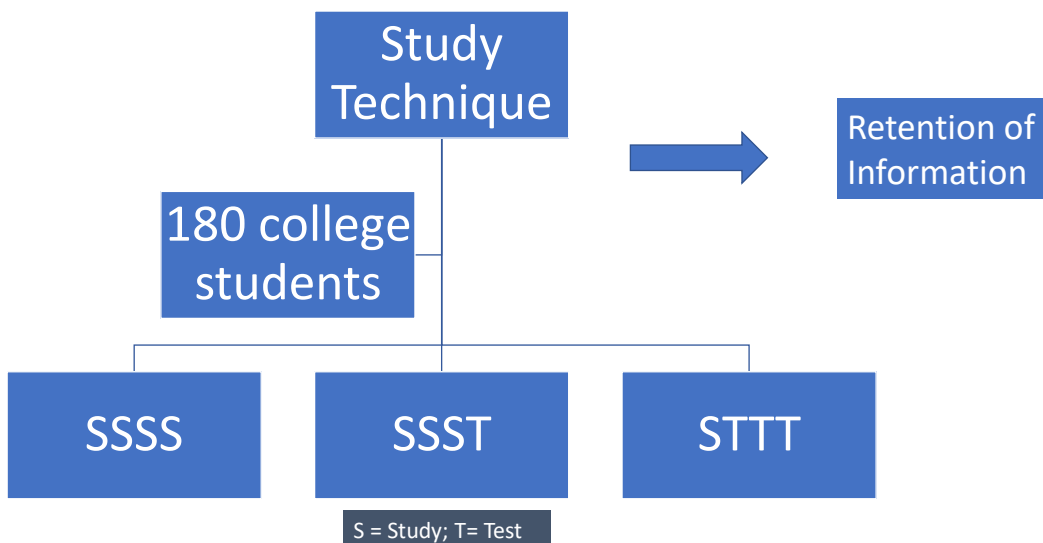 Study
Technique
Retention of
Information
180 college
students
SSSS
SSST
STTT
S = Study; T= Test